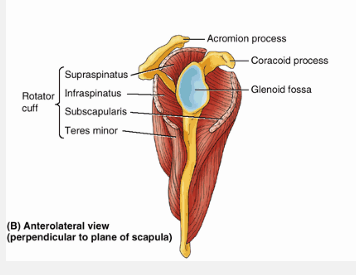 Acromion process
Coracoid process
Supraspinatus
Glenoid fossa
Infraspinatus
Rotator
cuff
Subscapularis
Teres minor
(B) Anterolateral view
(perpendicular to plane of scapula)